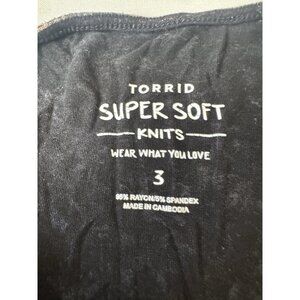 TORRID
SUPER SOFT
KNITS
WEAR WHAT YOU LOVE
3
95% RAYON/5% SPANDEX
MADE IN CAMBODIA